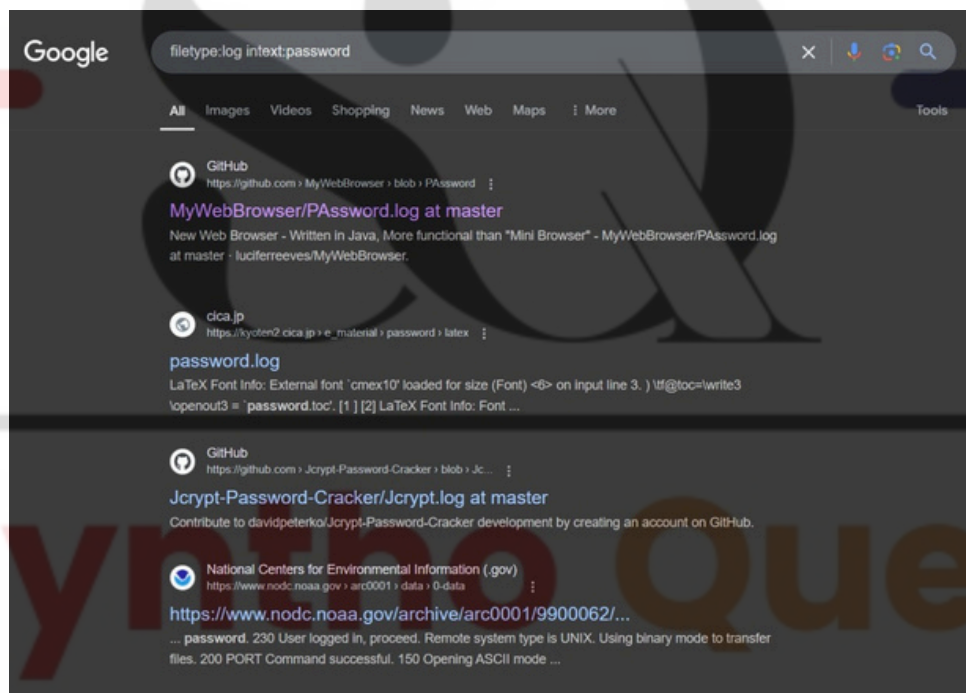 Google
filetype:log intext:password
All Images Videos Shopping News Web Maps More Tools
GitHub
https://github.com › MyWebBrowser › blob › PAssword
MyWebBrowser/PAssword.log at master
New Web Browser - Written in Java, More functional than "Mini Browser" - MyWebBrowser/PAssword.log
at master · luciferreeves/MyWebBrowser.
cica.jp
https://kyoten2.cica.jp › e_material › password › latex
password.log
LaTeX Font Info: External font `cmex10' loaded for size (Font) <6> on input line 3. ) \tf@toc=\write3
\openout3 = `password.toc'. [1 ] [2] LaTeX Font Info: Font ...
GitHub
https://github.com › Jcrypt-Password-Cracker › blob › Jc...
Jcrypt-Password-Cracker/Jcrypt.log at master
Contribute to davidpeterko/Jcrypt-Password-Cracker development by creating an account on GitHub.
National Centers for Environmental Information (.gov)
https://www.nodc.noaa.gov › arc0001 › data › 0-data
https://www.nodc.noaa.gov/archive/arc0001/9900062/...
... password. 230 User logged in, proceed. Remote system type is UNIX. Using binary mode to transfer
files. 200 PORT Command successful. 150 Opening ASCII mode ...
yntho Que